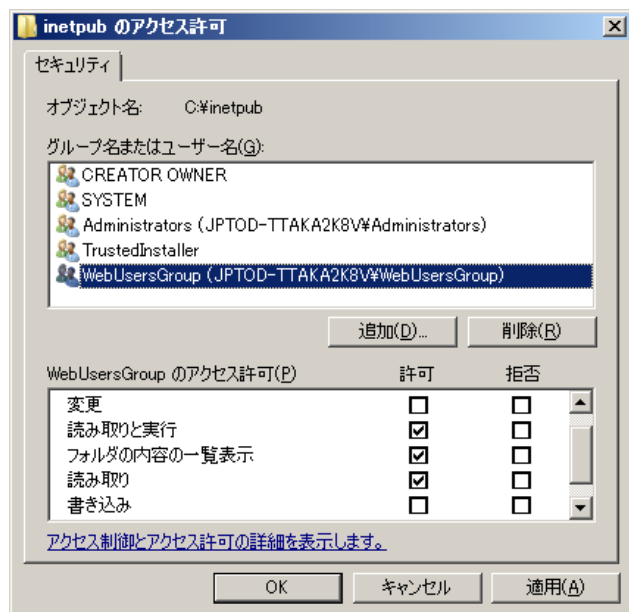 inetpub のアクセス許可
セキュリティ
オブジェクト名: C:¥inetpub
グループ名またはユーザー名(G):
CREATOR OWNER
SYSTEM
Administrators (JPTOD-TTAKA2K8V¥Administrators)
TrustedInstaller
WebUsersGroup (JPTOD-TTAKA2K8V¥WebUsersGroup)
追加(D)... 削除(R)
WebUsersGroup のアクセス許可(P) 許可 拒否
変更
読み取りと実行
フォルダの内容の一覧表示
読み取り
書き込み
アクセス制御とアクセス許可の詳細を表示します。
OK キャンセル 適用(A)